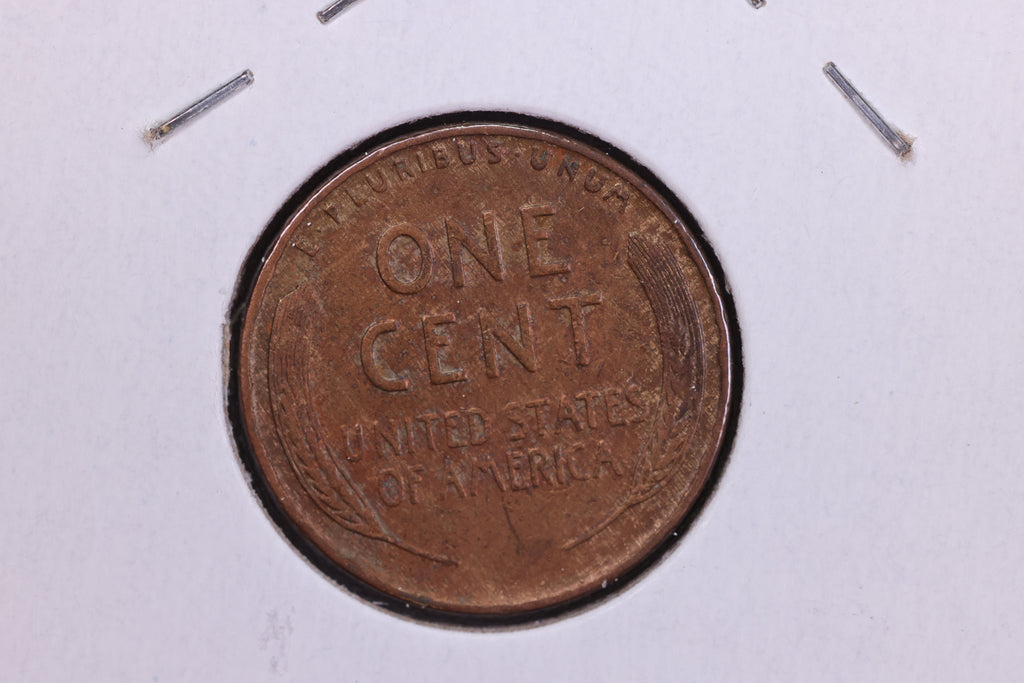 E · PLURIBUS · UNUM
ONE
CENT
UNITED STATES
OF AMERICA